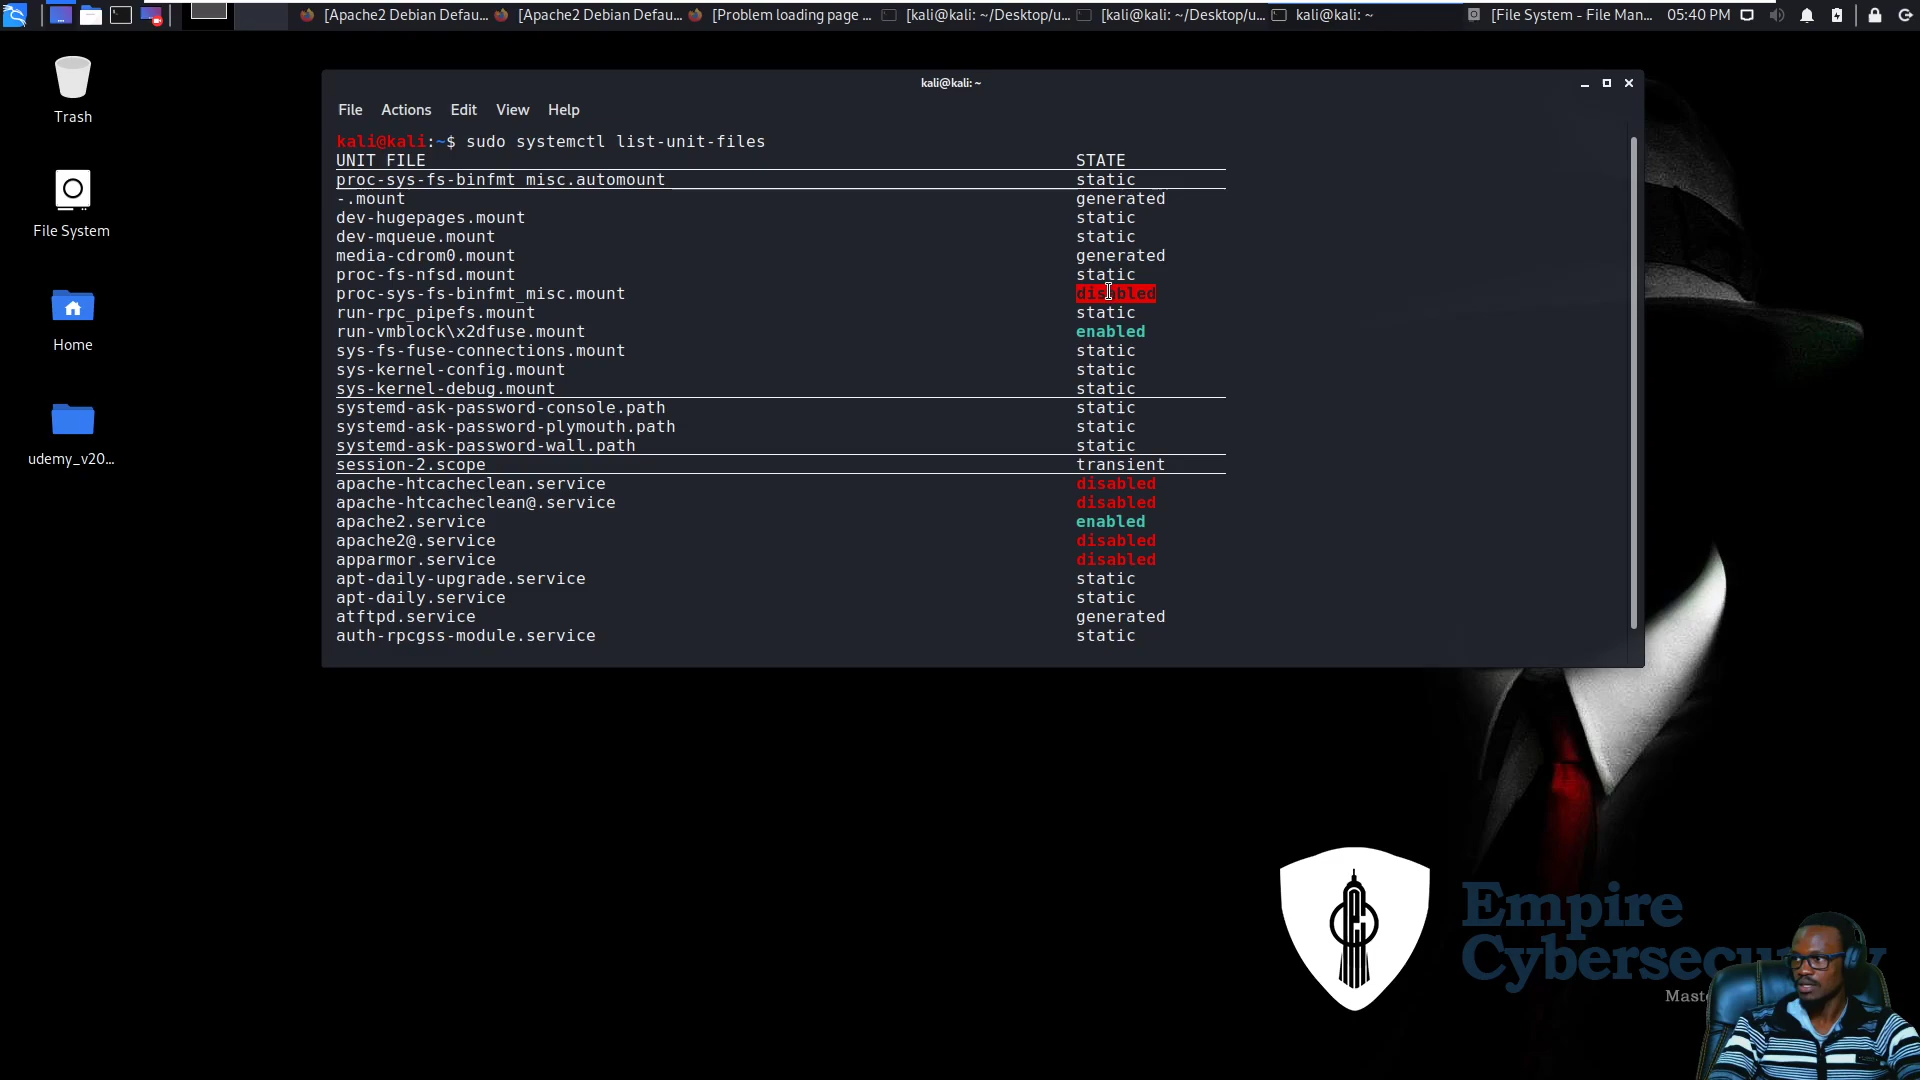 [Apache2 Debian Defau...
[Apache2 Debian Defau...
[Problem loading page ...
[kali@kali: ~/Desktop/u...
[kali@kali: ~/Desktop/u...
kali@kali: ~
[File System - File Man...
05:40 PM
Trash
File System
Home
udemy_v20...
kali@kali: ~
File Actions Edit View Help
kali@kali:~$ sudo systemctl list-unit-files
UNIT FILE STATE
proc-sys-fs-binfmt_misc.automount static
-.mount generated
dev-hugepages.mount static
dev-mqueue.mount static
media-cdrom0.mount generated
proc-fs-nfsd.mount static
proc-sys-fs-binfmt_misc.mount disabled
run-rpc_pipefs.mount static
run-vmblock\x2dfuse.mount enabled
sys-fs-fuse-connections.mount static
sys-kernel-config.mount static
sys-kernel-debug.mount static
systemd-ask-password-console.path static
systemd-ask-password-plymouth.path static
systemd-ask-password-wall.path static
session-2.scope transient
apache-htcacheclean.service disabled
apache-htcacheclean@.service disabled
apache2.service enabled
apache2@.service disabled
apparmor.service disabled
apt-daily-upgrade.service static
apt-daily.service static
atftpd.service generated
auth-rpcgss-module.service static
Empire